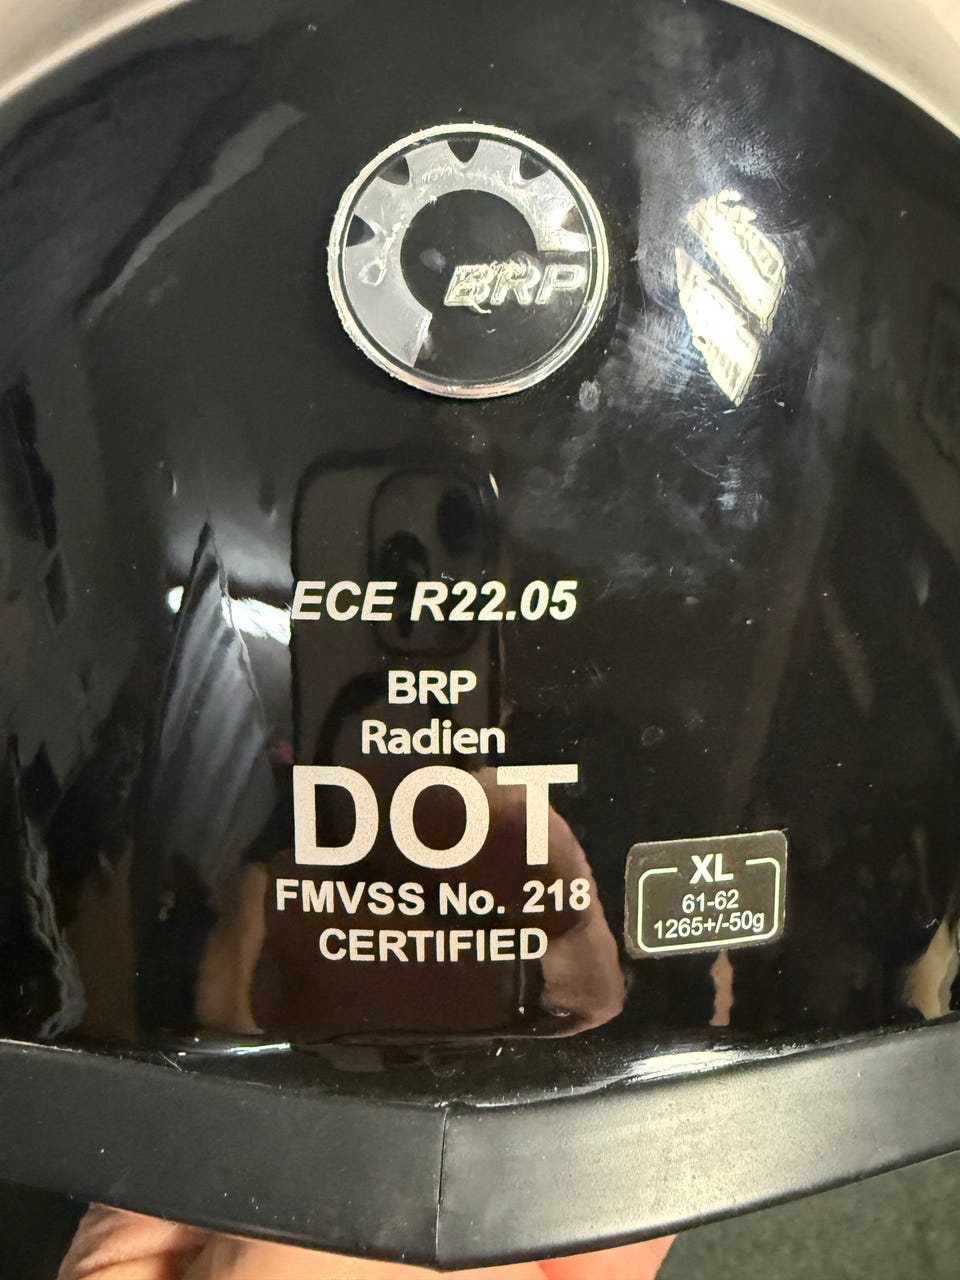 BRP
ECE R22.05
BRP
Radien
DOT
FMVSS No. 218
CERTIFIED
XL
61-62
1265+/-50g